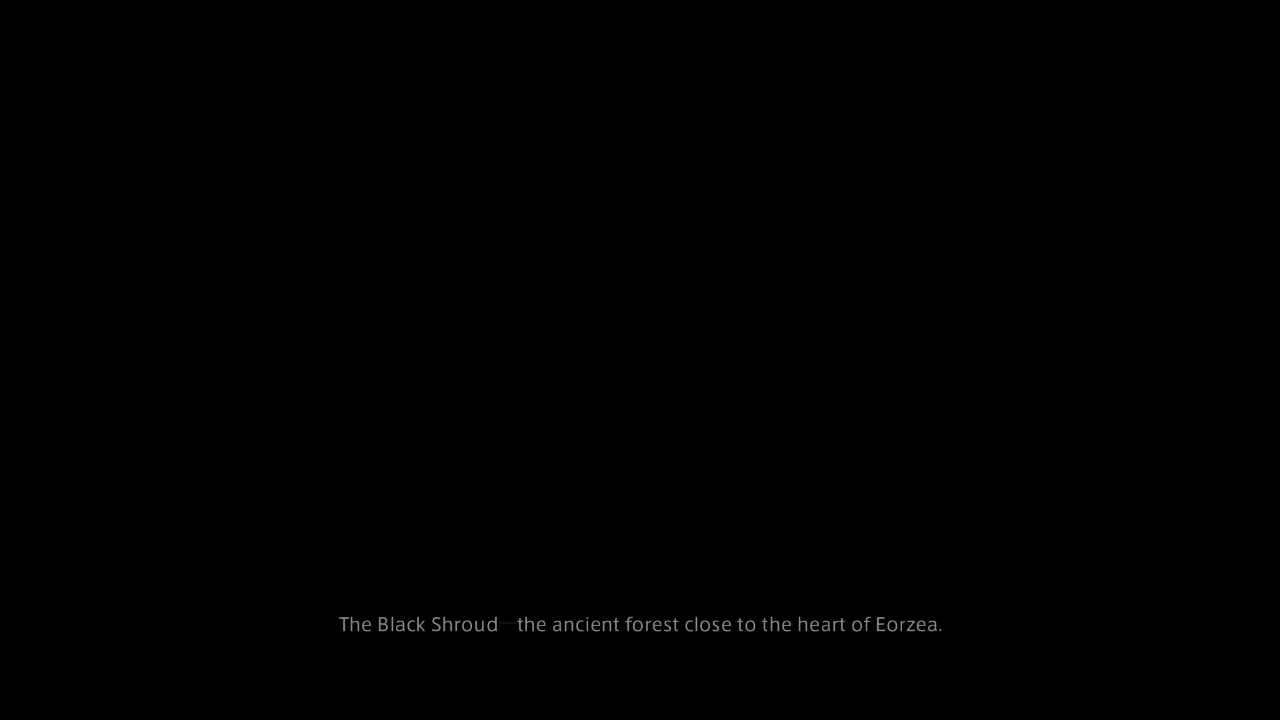 The Black Shroud—the ancient forest close to the heart of Eorzea.